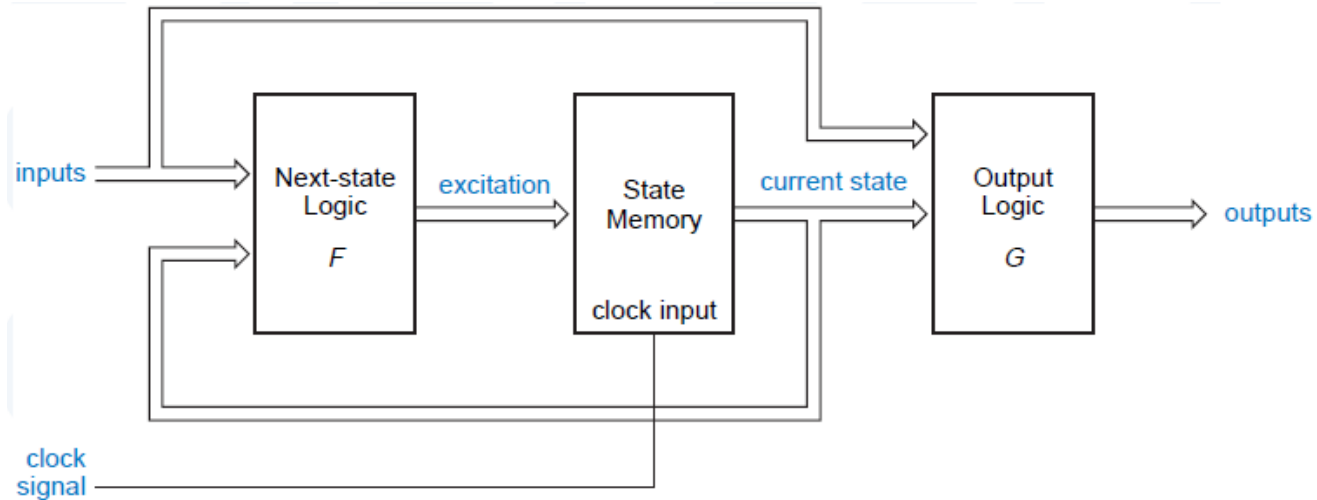 inputs
Next-state
Logic
F
excitation
State
Memory
clock input
current state
Output
Logic
G
outputs
clock
signal